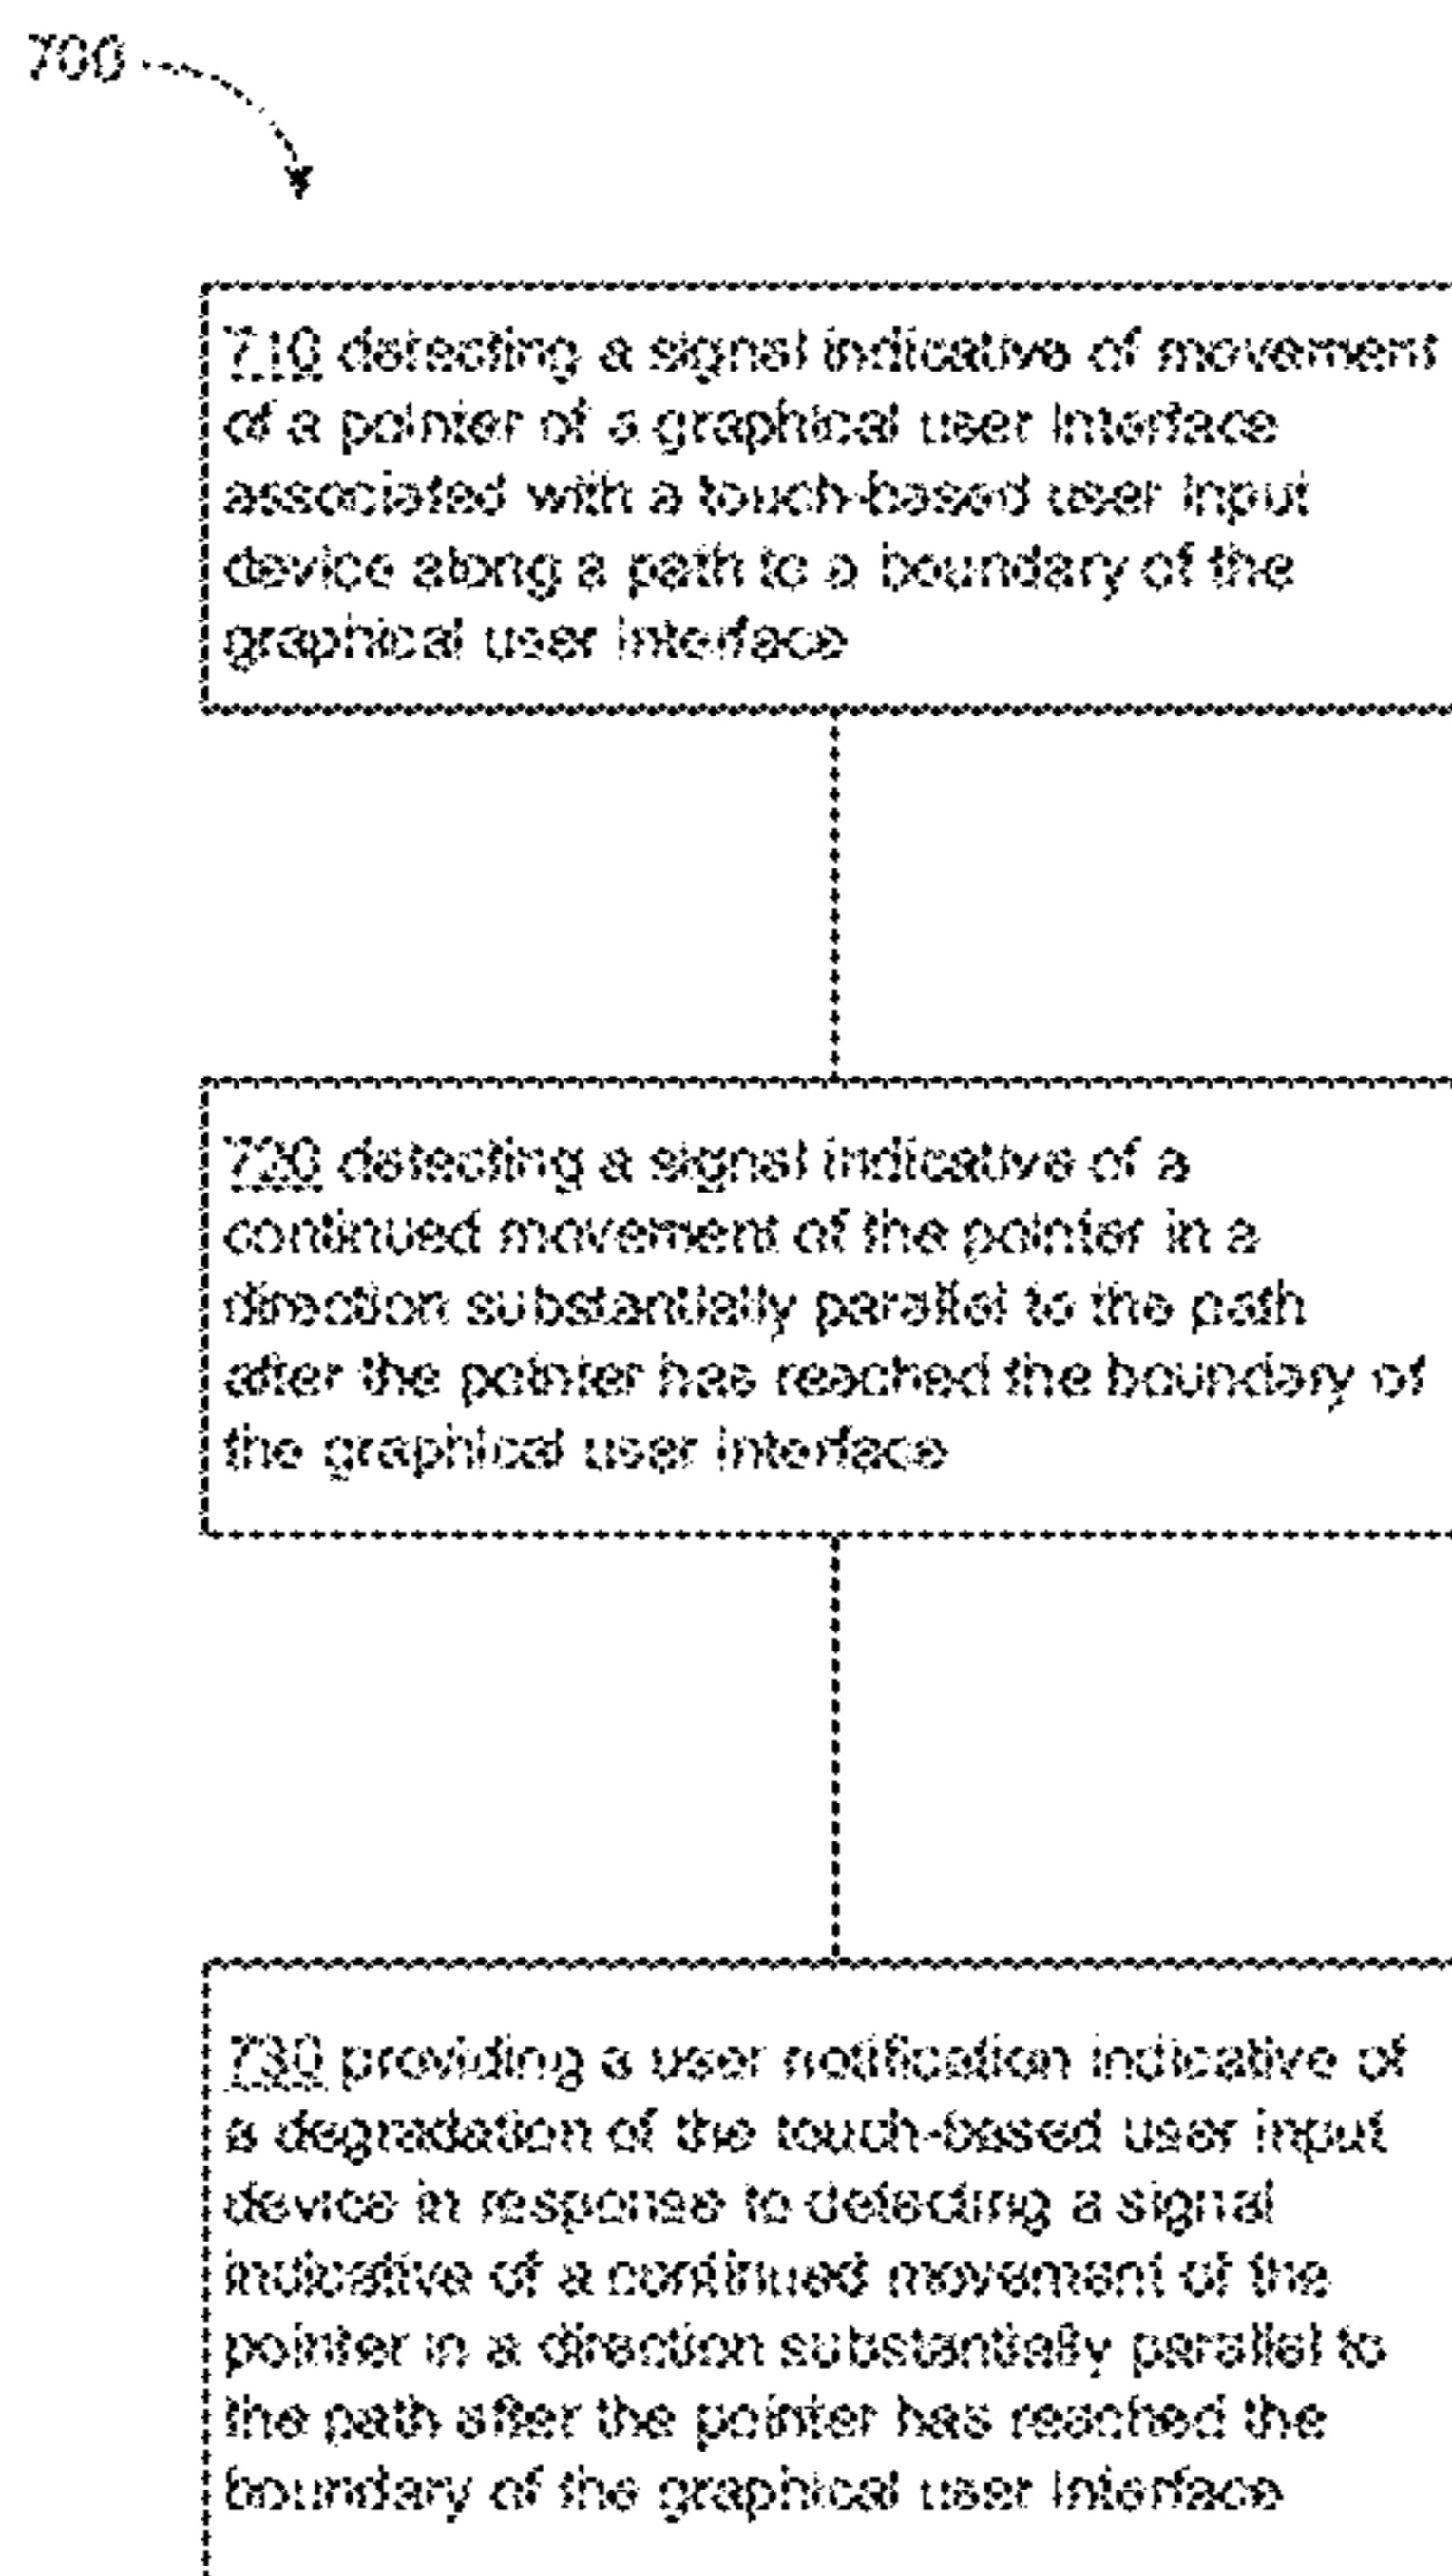 700
710 detecting a signal indicative of movement
of a pointer of a graphical user interface
associated with a touch-based user input
device along a path to a boundary of the
graphical user interface
720 detecting a signal indicative of a
continued movement of the pointer in a
direction substantially parallel to the path
after the pointer has reached the boundary of
the graphical user interface
730 providing a user notification indicative of
a degradation of the touch-based user input
device in response to detecting a signal
indicative of a continued movement of the
pointer in a direction substantially parallel to
the path after the pointer has reached the
boundary of the graphical user interface